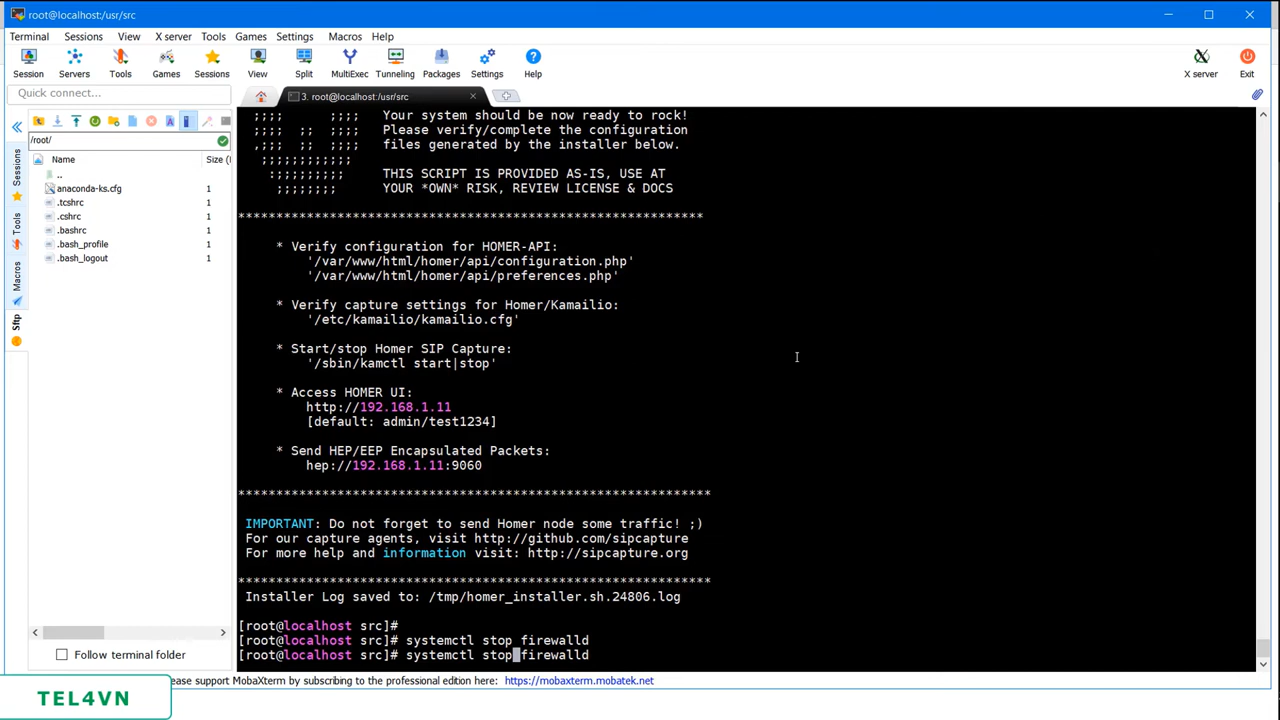 root@localhost:/usr/src
Terminal Sessions View X server Tools Games Settings Macros Help
Session Servers Tools Games Sessions View Split MultiExec Tunneling Packages Settings Help X server Exit
Quick connect...
3. root@localhost:/usr/src
/root/
Name Size (
..
anaconda-ks.cfg 1
.tcshrc 1
.cshrc 1
.bashrc 1
.bash_profile 1
.bash_logout 1
Sessions
Tools
Macros
Sftp
;;;; ;;;; Your system should be now ready to rock!
;;;; ;; ;;;; Please verify/complete the configuration
,;;; ;; ;;;; files generated by the installer below.
;;;;;;;;;;;;
;;;;;;;;;; THIS SCRIPT IS PROVIDED AS-IS, USE AT
;;;;;;;; YOUR *OWN* RISK, REVIEW LICENSE & DOCS
*************************************************************
* Verify configuration for HOMER-API:
'/var/www/html/homer/api/configuration.php'
'/var/www/html/homer/api/preferences.php'
* Verify capture settings for Homer/Kamailio:
'/etc/kamailio/kamailio.cfg'
* Start/stop Homer SIP Capture:
'/sbin/kamctl start|stop'
* Access HOMER UI:
http://192.168.1.11
[default: admin/test1234]
* Send HEP/EEP Encapsulated Packets:
hep://192.168.1.11:9060
**************************************************************
IMPORTANT: Do not forget to send Homer node some traffic! ;)
For our capture agents, visit http://github.com/sipcapture
For more help and information visit: http://sipcapture.org
**************************************************************
Installer Log saved to: /tmp/homer_installer.sh.24806.log
[root@localhost src]#
[root@localhost src]# systemctl stop firewalld
[root@localhost src]# systemctl stop firewalld
Follow terminal folder
ease support MobaXterm by subscribing to the professional edition here: https://mobaxterm.mobatek.net
TEL4VN